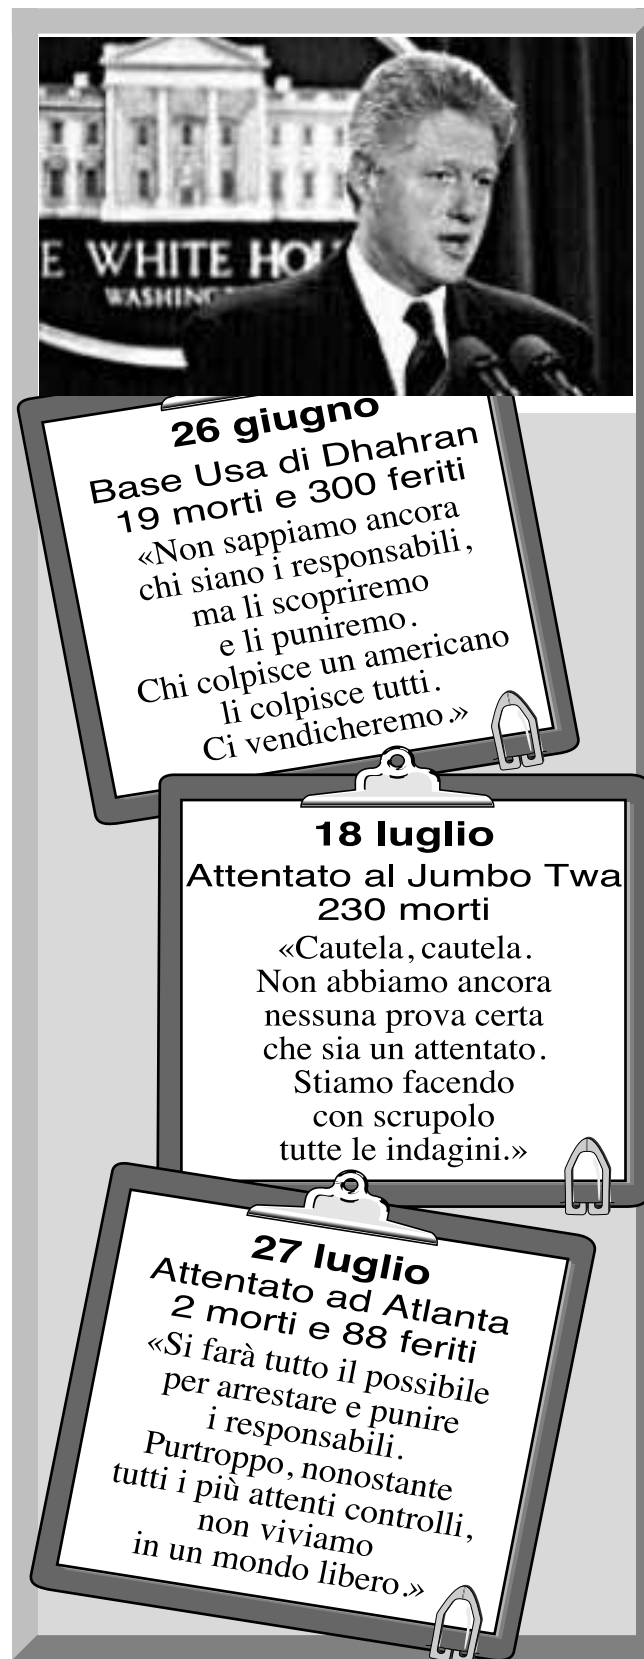 E WHITE HOU
WASHING
26 giugno
Base Usa di Dhahran
19 morti e 300 feriti
«Non sappiamo ancora
chi siano i responsabili,
ma li scopriremo
e li puniremo.
Chi colpisce un americano
li colpisce tutti.
Ci vendicheremo.»
18 luglio
Attentato al Jumbo Twa
230 morti
«Cautela, cautela.
Non abbiamo ancora
nessuna prova certa
che sia un attentato.
Stiamo facendo
con scrupolo
tutte le indagini.»
27 luglio
Attentato ad Atlanta
2 morti e 88 feriti
«Si farà tutto il possibile
per arrestare e punire
i responsabili.
Purtroppo, nonostante
tutti i più attenti controlli,
non viviamo
in un mondo libero.»